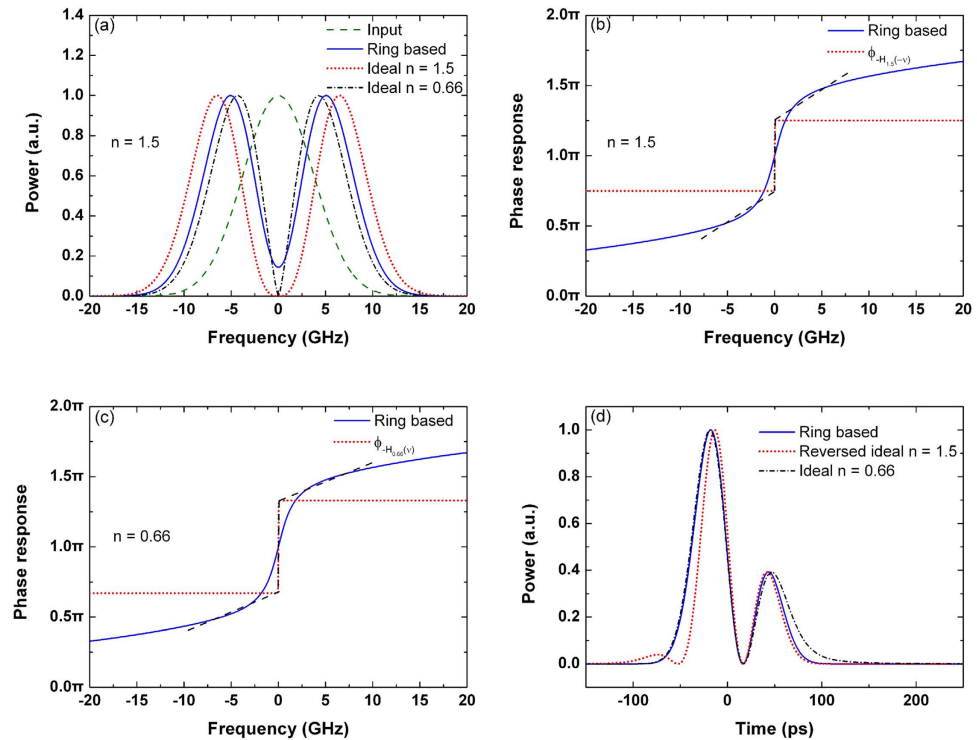 (a)
Input
Ring based
Ideal n = 1.5
Ideal n = 0.66
n = 1.5
Power (a.u.)
1.4
1.2
1.0
0.8
0.6
0.4
0.2
0.0
-20 -15 -10 -5 0 5 10 15 20
Frequency (GHz)
(b)
Ring based
ϕ-H1.5(-ν)
n = 1.5
Phase response
2.0π
1.5π
1.0π
0.5π
0.0π
-20 -15 -10 -5 0 5 10 15 20
Frequency (GHz)
(c)
Ring based
ϕ-H0.66(ν)
n = 0.66
Phase response
2.0π
1.5π
1.0π
0.5π
0.0π
-20 -15 -10 -5 0 5 10 15 20
Frequency (GHz)
(d)
Ring based
Reversed ideal n = 1.5
Ideal n = 0.66
Power (a.u.)
1.0
0.8
0.6
0.4
0.2
0.0
-100 0 100 200
Time (ps)